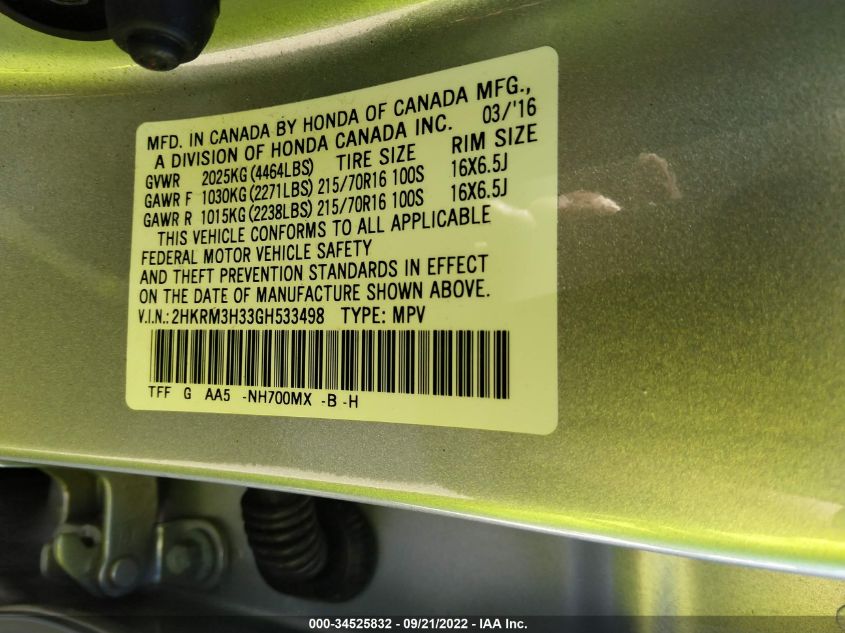 MFD. IN CANADA BY HONDA OF CANADA MFG.,
A DIVISION OF HONDA CANADA INC. 03/'16
GVWR 2025KG (4464LBS) TIRE SIZE RIM SIZE
GAWR F 1030KG (2271LBS) 215/70R16 100S 16X6.5J
GAWR R 1015KG (2238LBS) 215/70R16 100S 16X6.5J
THIS VEHICLE CONFORMS TO ALL APPLICABLE
FEDERAL MOTOR VEHICLE SAFETY
AND THEFT PREVENTION STANDARDS IN EFFECT
ON THE DATE OF MANUFACTURE SHOWN ABOVE.
V.I.N.: 2HKRM3H33GH533498 TYPE: MPV
TFF G AA5 -NH700MX -B -H
000-34525832 - 09/21/2022 - IAA Inc.